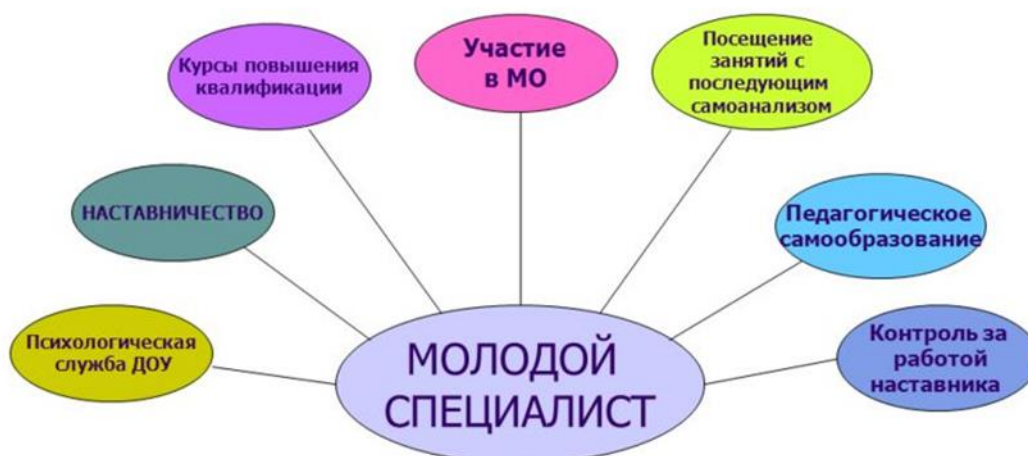 Курсы повышения
квалификации
Участие
в МО
Посещение
занятий с
последующим
самоанализом
НАСТАВНИЧЕСТВО
Педагогическое
самообразование
Психологическая
служба ДОУ
МОЛОДОЙ
СПЕЦИАЛИСТ
Контроль за
работой
наставника